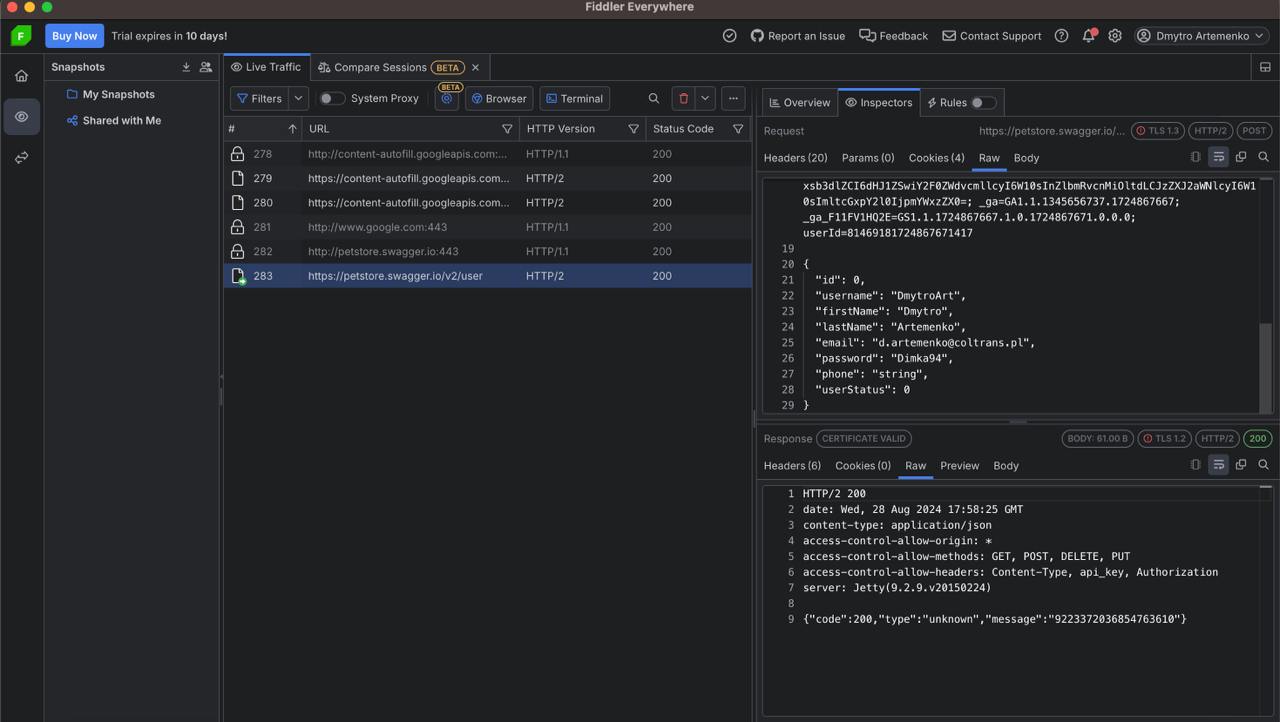 Fiddler Everywhere
F
Buy Now
Trial expires in 10 days!
Report an Issue
Feedback
Contact Support
Dmytro Artemenko
Snapshots
My Snapshots
Shared with Me
Live Traffic
Compare Sessions BETA
Filters
System Proxy
BETA
Browser
Terminal
# URL HTTP Version Status Code
278 http://content-autofill.googleapis.com:... HTTP/1.1 200
279 https://content-autofill.googleapis.com... HTTP/2 200
280 https://content-autofill.googleapis.com... HTTP/2 200
281 http://www.google.com:443 HTTP/1.1 200
282 http://petstore.swagger.io:443 HTTP/1.1 200
283 https://petstore.swagger.io/v2/user HTTP/2 200
Overview Inspectors Rules
Request https://petstore.swagger.io/... TLS 1.3 HTTP/2 POST
Headers (20) Params (0) Cookies (4) Raw Body
xsb3dlZCI6dHJ1ZSwiY2F0ZWdvcmllcyI6W10sInZlbmRvcnMiOltdLCJzZXJ2aWNlcyI6W1
0sImltcGxpY2l0IjpmYWxzZX0=; _ga=GA1.1.1345656737.1724867667;
_ga_F11FV1HQ2E=GS1.1.1724867667.1.0.1724867671.0.0.0;
userId=81469181724867671417
19
20 {
21 "id": 0,
22 "username": "DmytroArt",
23 "firstName": "Dmytro",
24 "lastName": "Artemenko",
25 "email": "d.artemenko@coltrans.pl",
26 "password": "Dimka94",
27 "phone": "string",
28 "userStatus": 0
29 }
Response CERTIFICATE VALID BODY: 61.00 B TLS 1.2 HTTP/2 200
Headers (6) Cookies (0) Raw Preview Body
1 HTTP/2 200
2 date: Wed, 28 Aug 2024 17:58:25 GMT
3 content-type: application/json
4 access-control-allow-origin: *
5 access-control-allow-methods: GET, POST, DELETE, PUT
6 access-control-allow-headers: Content-Type, api_key, Authorization
7 server: Jetty(9.2.9.v20150224)
8
9 {"code":200,"type":"unknown","message":"9223372036854763610"}